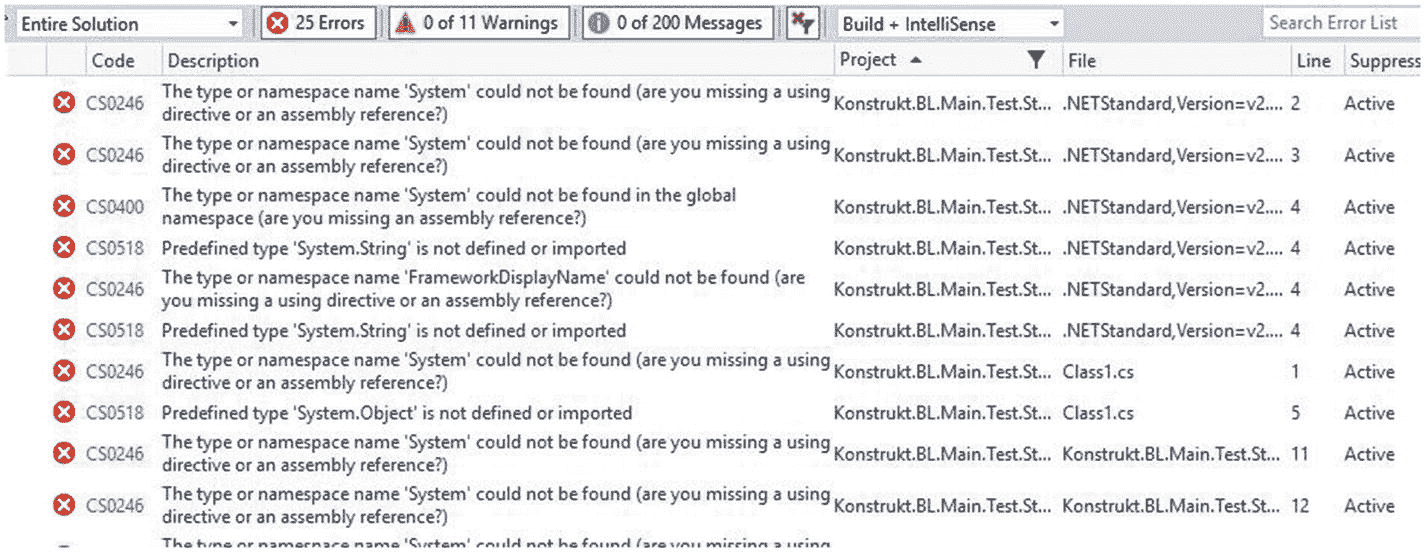 Entire Solution 25 Errors 0 of 11 Warnings 0 of 200 Messages Build + IntelliSense Search Error List
Code Description Project File Line Suppress
The type or namespace name 'System' could not be found (are you missing a using
CS0246 directive or an assembly reference?) Konstrukt.BL.Main.Test.St... .NETStandard,Version=v2.... 2 Active
The type or namespace name 'System' could not be found (are you missing a using
CS0246 directive or an assembly reference?) Konstrukt.BL.Main.Test.St... .NETStandard,Version=v2.... 3 Active
The type or namespace name 'System' could not be found in the global
CS0400 namespace (are you missing an assembly reference?) Konstrukt.BL.Main.Test.St... .NETStandard,Version=v2.... 4 Active
CS0518 Predefined type 'System.String' is not defined or imported Konstrukt.BL.Main.Test.St... .NETStandard,Version=v2.... 4 Active
The type or namespace name 'FrameworkDisplayName' could not be found (are
CS0246 you missing a using directive or an assembly reference?) Konstrukt.BL.Main.Test.St... .NETStandard,Version=v2.... 4 Active
CS0518 Predefined type 'System.String' is not defined or imported Konstrukt.BL.Main.Test.St... .NETStandard,Version=v2.... 4 Active
The type or namespace name 'System' could not be found (are you missing a using
CS0246 directive or an assembly reference?) Konstrukt.BL.Main.Test.St... Class1.cs 1 Active
CS0518 Predefined type 'System.Object' is not defined or imported Konstrukt.BL.Main.Test.St... Class1.cs 5 Active
The type or namespace name 'System' could not be found (are you missing a using
CS0246 directive or an assembly reference?) Konstrukt.BL.Main.Test.St... Konstrukt.BL.Main.Test.St... 11 Active
The type or namespace name 'System' could not be found (are you missing a using
CS0246 directive or an assembly reference?) Konstrukt.BL.Main.Test.St... Konstrukt.BL.Main.Test.St... 12 Active
The type or namespace name 'System' could not be found (are you missing a using